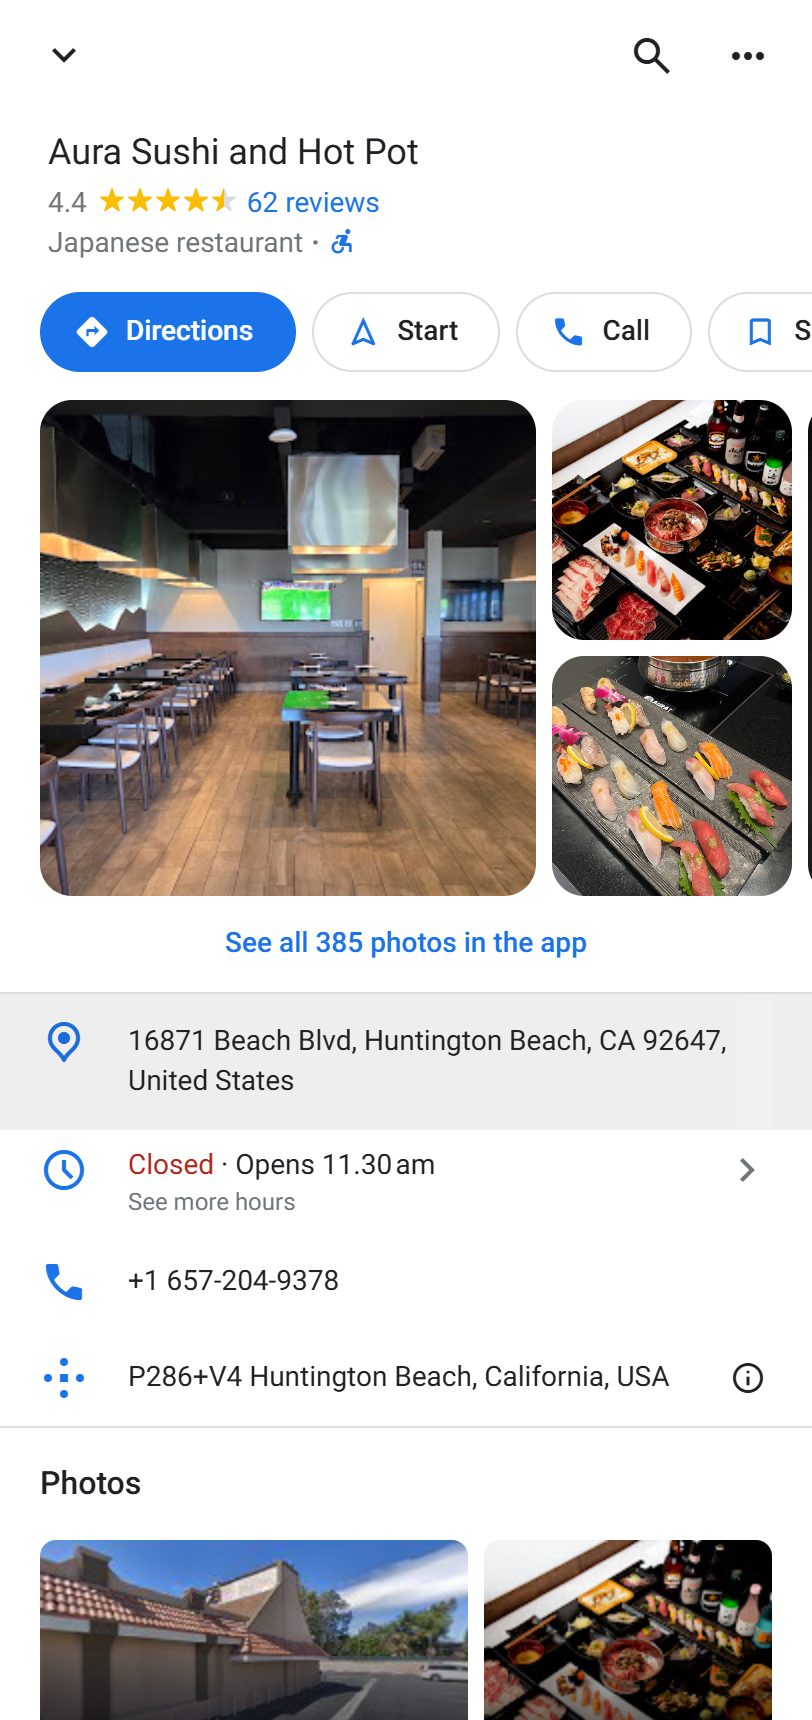 Aura Sushi and Hot Pot
4.4 62 reviews
Japanese restaurant ·
Directions
Start
Call
S
See all 385 photos in the app
16871 Beach Blvd, Huntington Beach, CA 92647,
United States
Closed · Opens 11.30 am
See more hours
+1 657-204-9378
P286+V4 Huntington Beach, California, USA
Photos